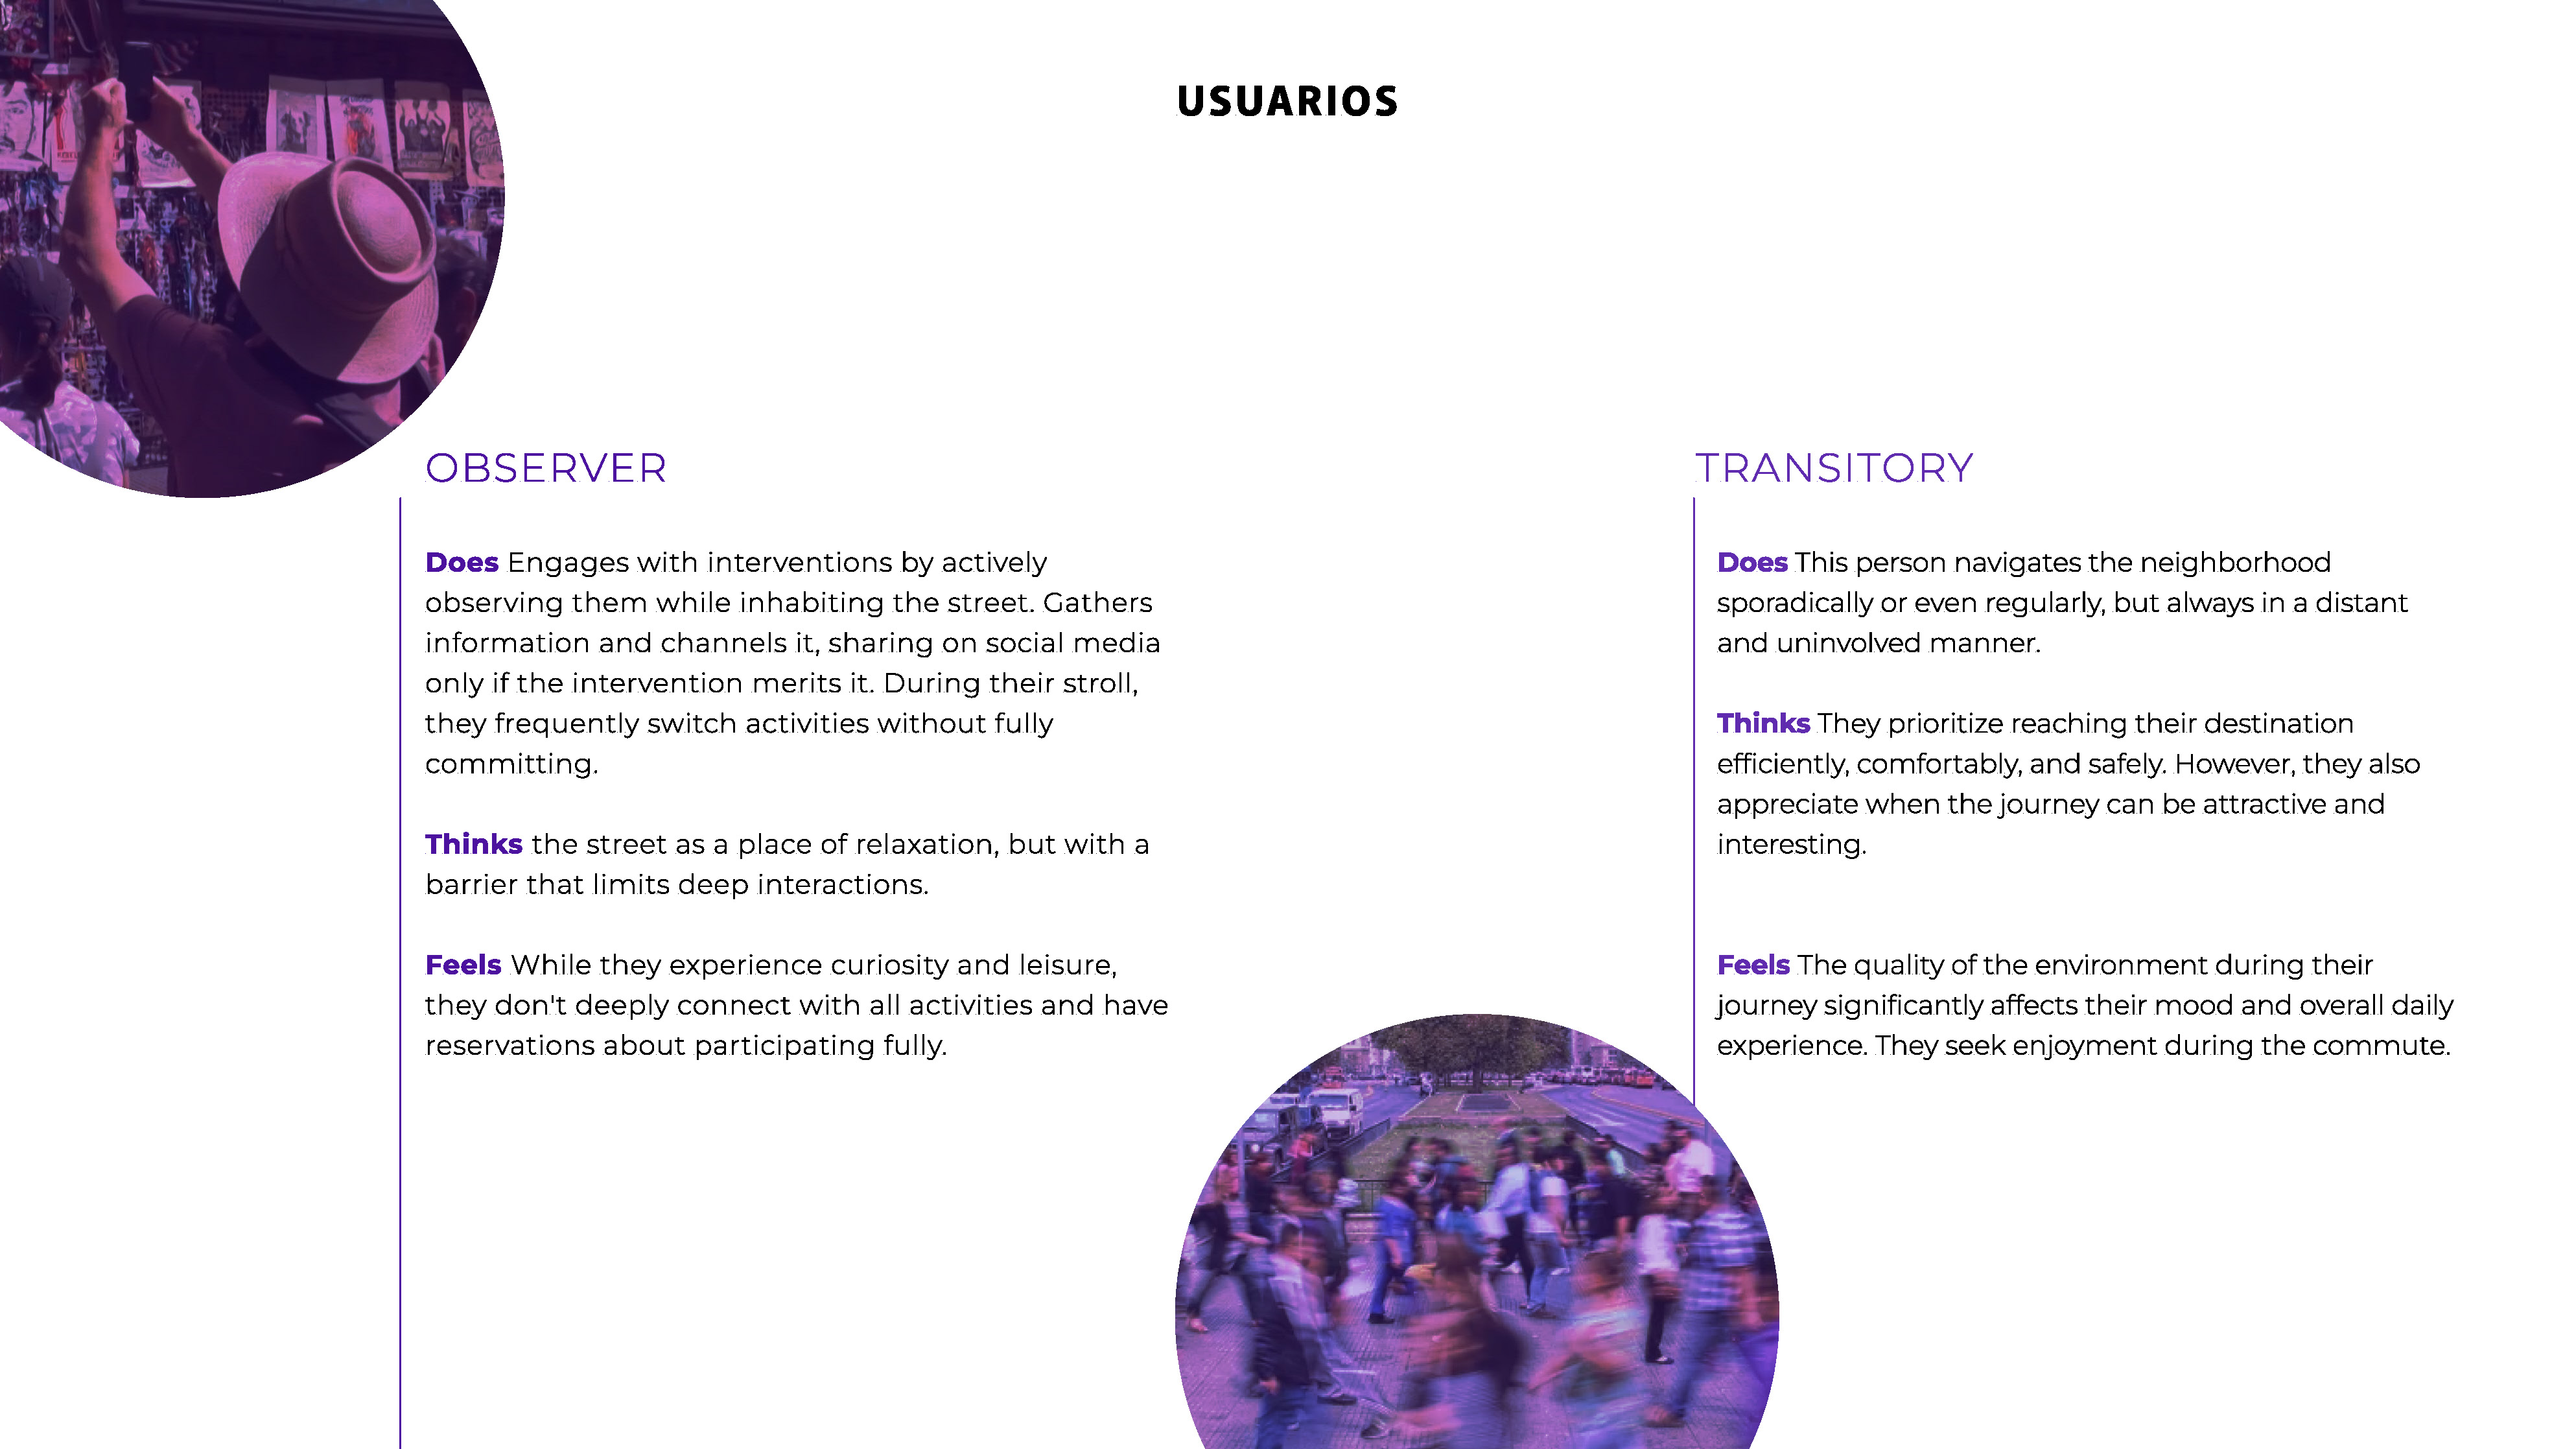 USUARIOS
OBSERVER
Does Engages with interventions by actively
observing them while inhabiting the street. Gathers
information and channels it, sharing on social media
only if the intervention merits it. During their stroll,
they frequently switch activities without fully
committing.
Thinks the street as a place of relaxation, but with a
barrier that limits deep interactions.
Feels While they experience curiosity and leisure,
they don't deeply connect with all activities and have
reservations about participating fully.
TRANSITORY
Does This person navigates the neighborhood
sporadically or even regularly, but always in a distant
and uninvolved manner.
Thinks They prioritize reaching their destination
efficiently, comfortably, and safely. However, they also
appreciate when the journey can be attractive and
interesting.
Feels The quality of the environment during their
journey significantly affects their mood and overall daily
experience. They seek enjoyment during the commute.